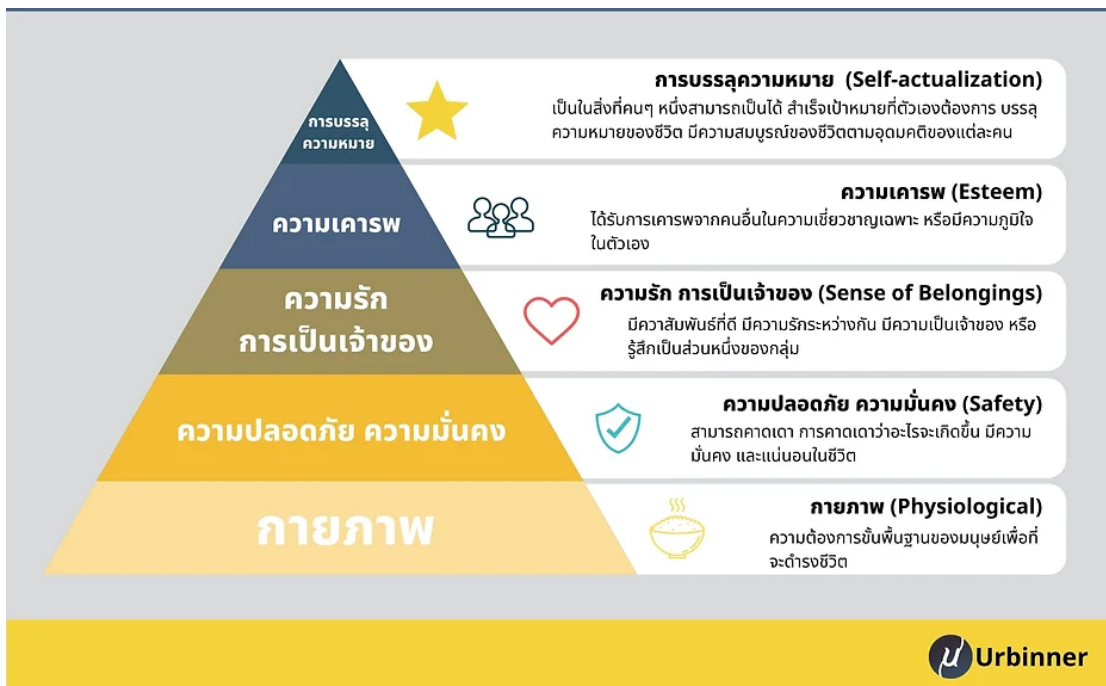 การบรรลุความหมาย (Self-actualization)
เป็นในสิ่งที่คนๆ หนึ่งสามารถเป็นได้ สำเร็จเป้าหมายที่ตัวเองต้องการ บรรลุ
ความหมายของชีวิต มีความสมบูรณ์ของชีวิตตามอุดมคติของแต่ละคน
การบรรลุ
ความหมาย
ความเคารพ (Esteem)
ได้รับการเคารพจากคนอื่นในความเชี่ยวชาญเฉพาะ หรือมีความภูมิใจ
ในตัวเอง
ความเคารพ
ความรัก การเป็นเจ้าของ (Sense of Belongings)
มีควาสัมพันธ์ที่ดี มีความรักระหว่างกัน มีความเป็นเจ้าของ หรือ
รู้สึกเป็นส่วนหนึ่งของกลุ่ม
ความรัก
การเป็นเจ้าของ
ความปลอดภัย ความมั่นคง (Safety)
สามารถคาดเดา การคาดเดาว่าอะไรจะเกิดขึ้น มีความ
มั่นคง และแน่นอนในชีวิต
ความปลอดภัย ความมั่นคง
กายภาพ (Physiological)
ความต้องการขั้นพื้นฐานของมนุษย์เพื่อที่
จะดำรงชีวิต
กายภาพ
μ Urbinner